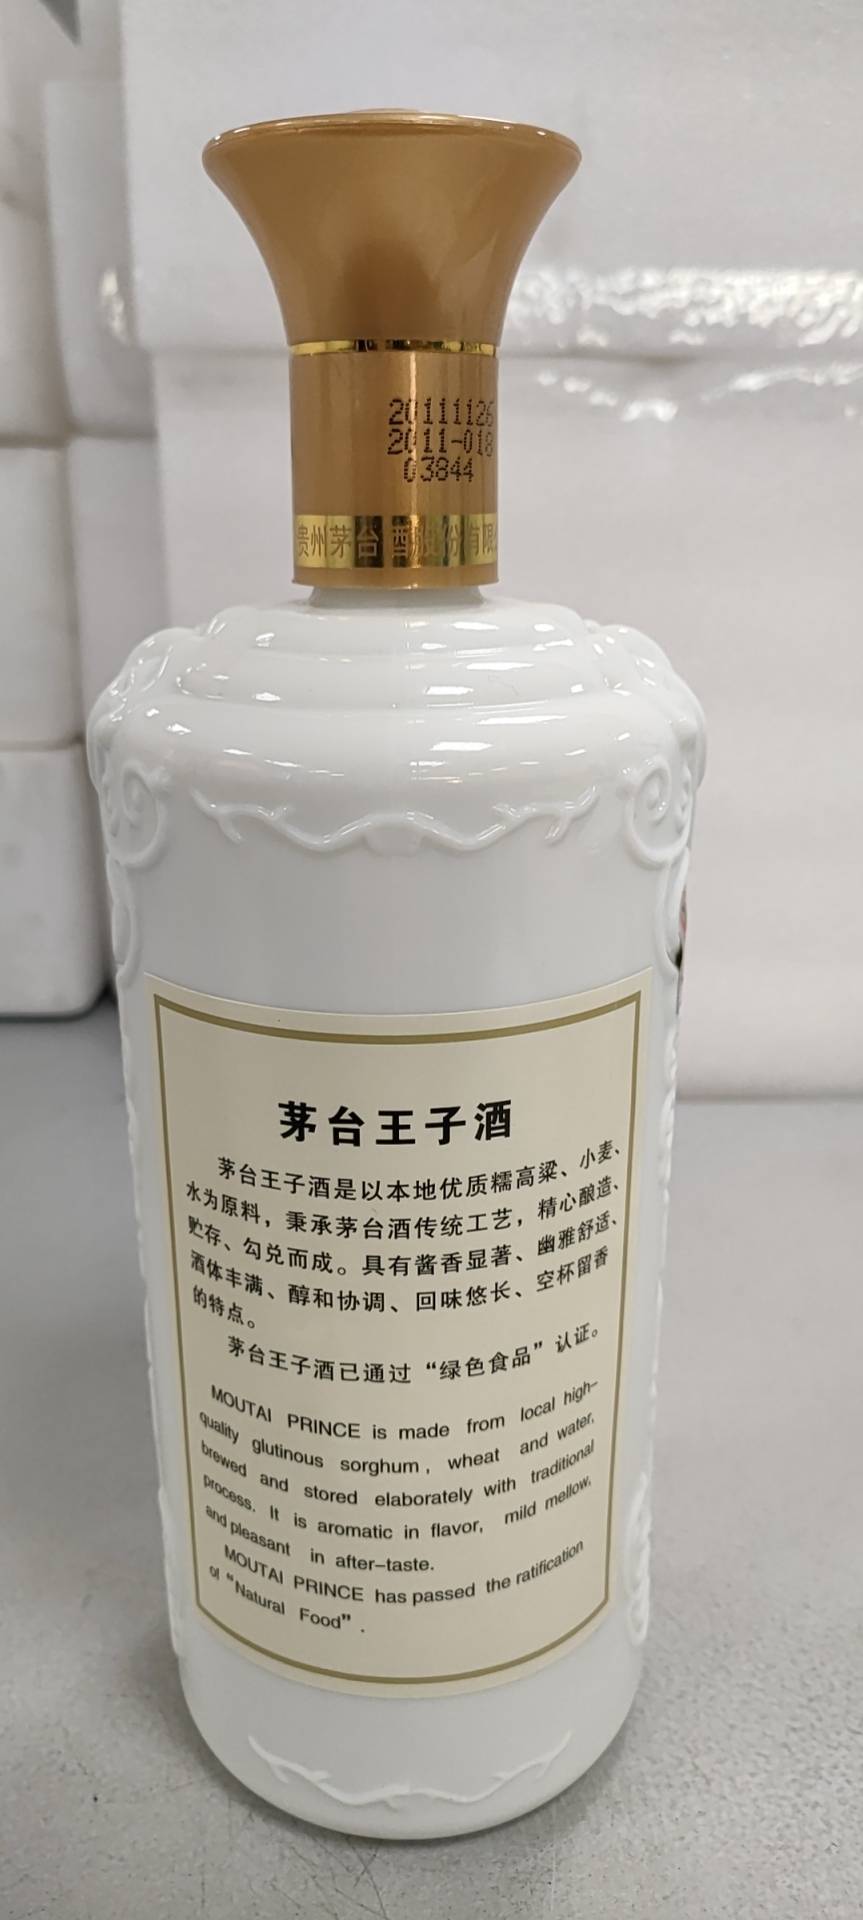 20111126
2011-018
03844
贵州茅台酒股份有限
茅台王子酒
茅台王子酒是以本地优质糯高粱、小麦、
水为原料，秉承茅台酒传统工艺，精心酿造、
贮存、勾兑而成。具有酱香显著、幽雅舒适、
酒体丰满、醇和协调、回味悠长、空杯留香
的特点。
茅台王子酒已通过“绿色食品”认证。
MOUTAI PRINCE is made from local high-
quality glutinous sorghum, wheat and water,
brewed and stored elaborately with traditional
process. It is aromatic in flavor, mild mellow,
and pleasant in after-taste.
MOUTAI PRINCE has passed the ratification
of “Natural Food”.